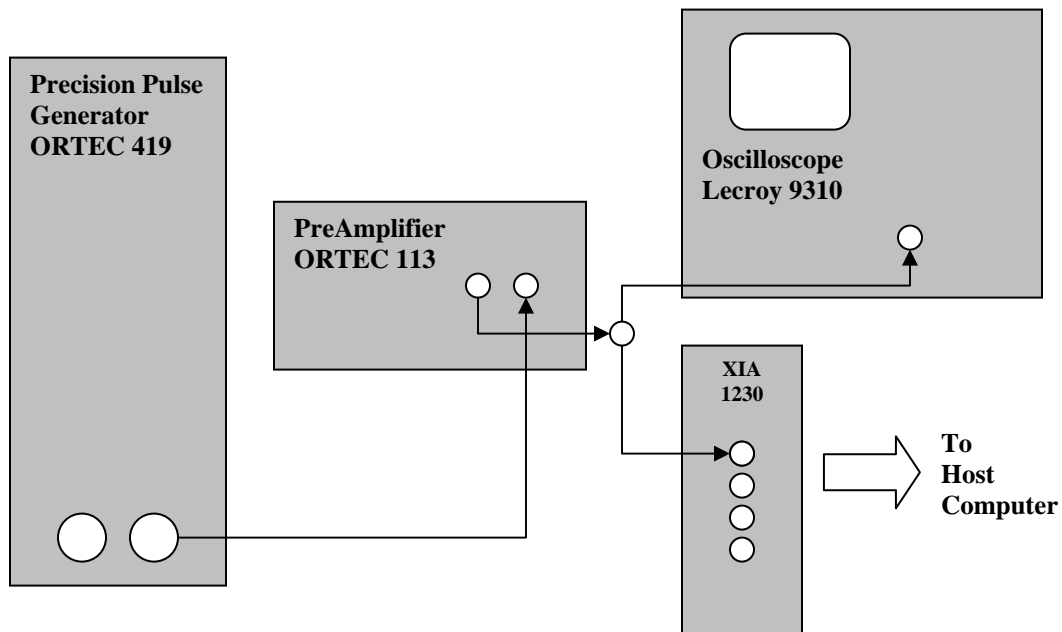 Precision Pulse
Generator
ORTEC 419
PreAmplifier
ORTEC 113
Oscilloscope
Lecroy 9310
XIA
1230
To
Host
Computer